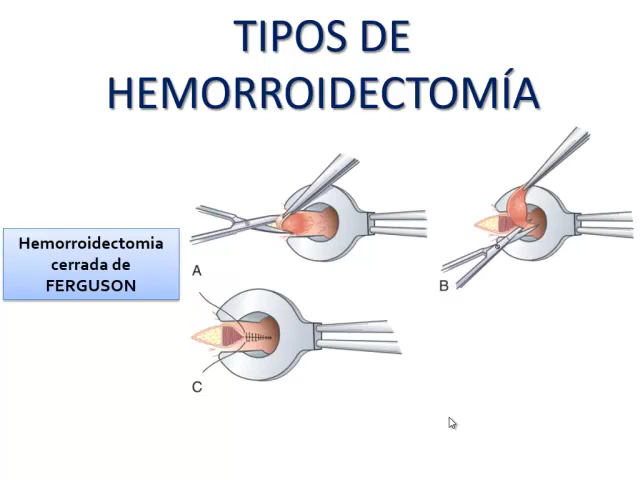 TIPOS DE
HEMORROIDECTOMÍA
Hemorroidectomia
cerrada de
FERGUSON
A
B
C